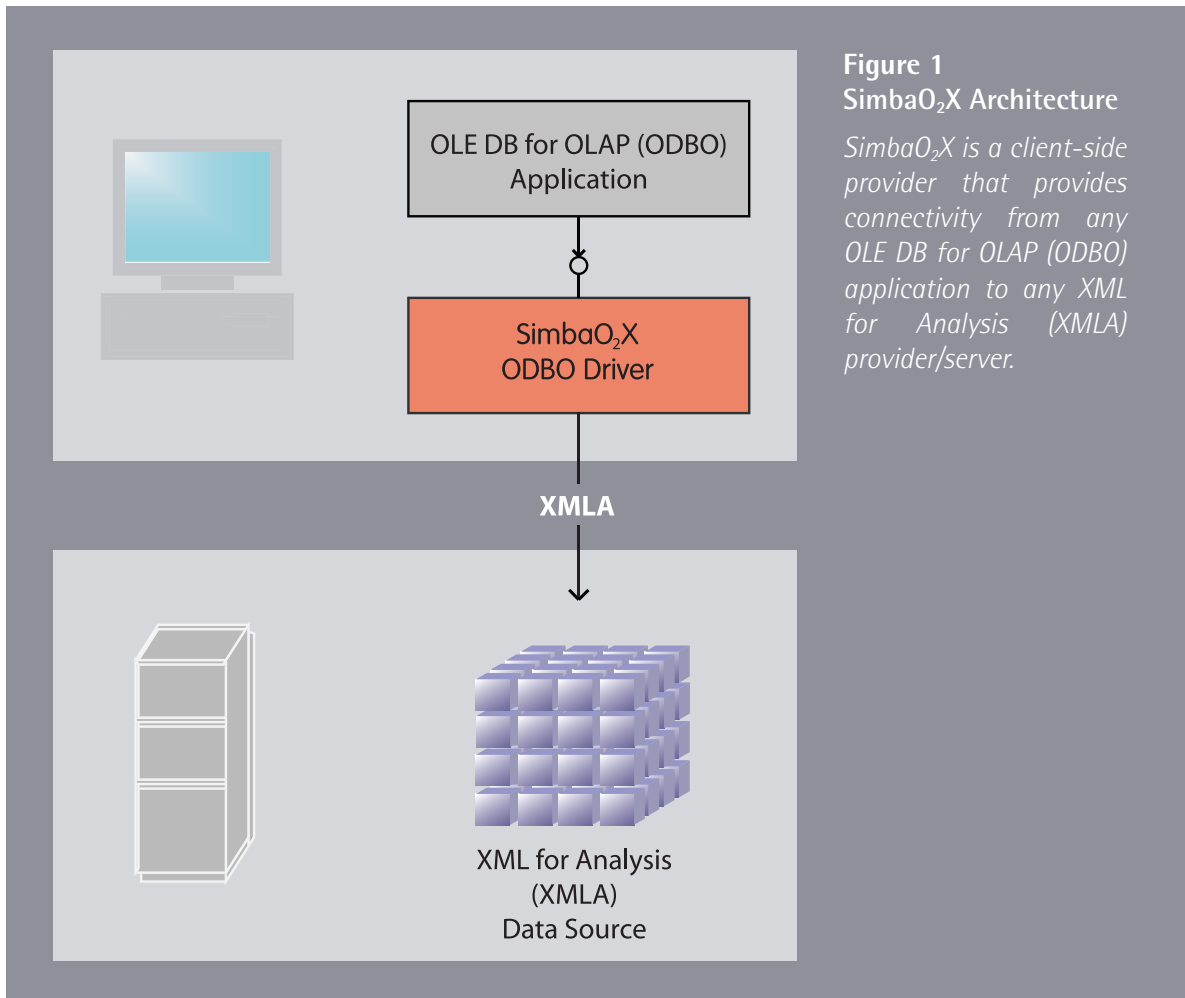 Figure 1
SimbaO₂X Architecture
SimbaO₂X is a client-side
provider that provides
connectivity from any
OLE DB for OLAP (ODBO)
application to any XML
for Analysis (XMLA)
provider/server.
OLE DB for OLAP (ODBO)
Application
SimbaO₂X
ODBO Driver
XMLA
XML for Analysis
(XMLA)
Data Source